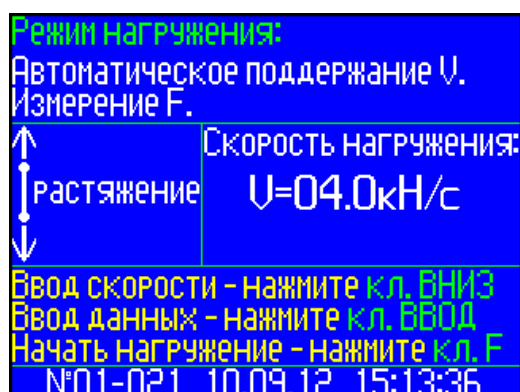 Режим нагружения:
Автоматическое поддержание V.
Измерение F.
Скорость нагружения:
растяжение
V=04.0кН/с
Ввод скорости - нажмите кл. ВНИЗ
Ввод данных - нажмите кл. ВВОД
Начать нагружение - нажмите кл. F
№01-021 10.09.12 15:13:36